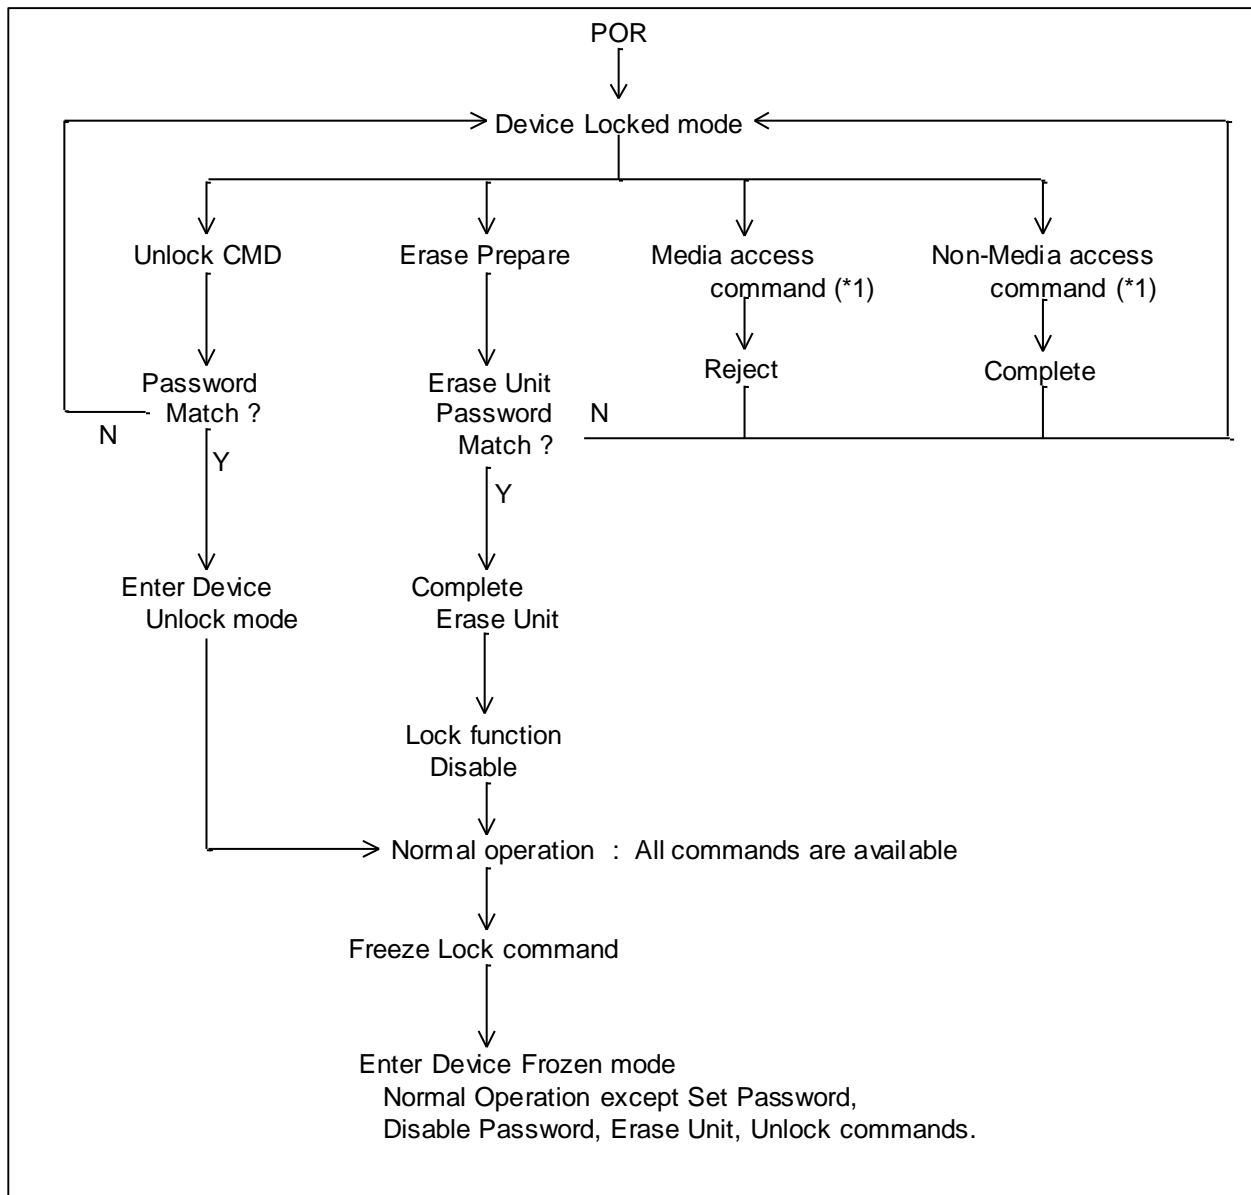 POR
Device Locked mode
Unlock CMD
Erase Prepare
Media access
command (*1)
Non-Media access
command (*1)
Password
Match ?
N
Y
Erase Unit
Password
Match ?
N
Y
Reject
Complete
Enter Device
Unlock mode
Complete
Erase Unit
Lock function
Disable
Normal operation : All commands are available
Freeze Lock command
Enter Device Frozen mode
Normal Operation except Set Password,
Disable Password, Erase Unit, Unlock commands.